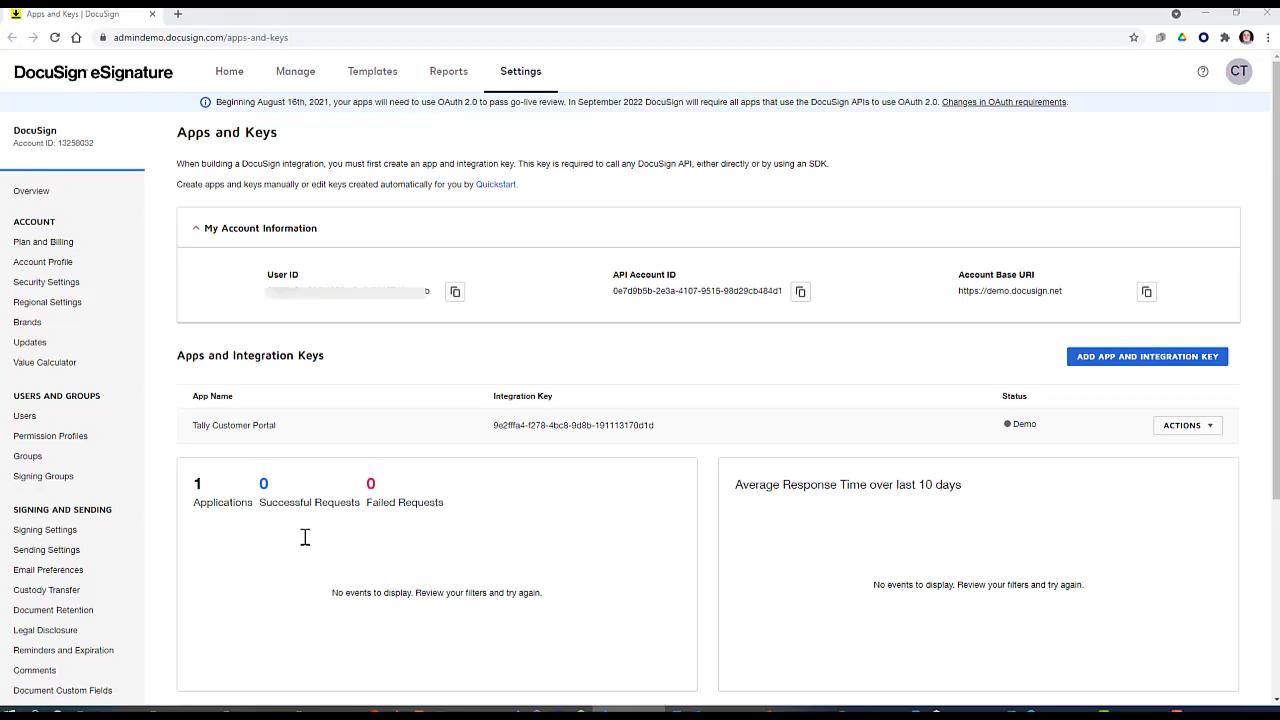 Apps and Keys | DocuSign
admindemo.docusign.com/apps-and-keys
DocuSign eSignature
Home
Manage
Templates
Reports
Settings
CT
Beginning August 16th, 2021, your apps will need to use OAuth 2.0 to pass go-live review. In September 2022 DocuSign will require all apps that use the DocuSign APIs to use OAuth 2.0. Changes in OAuth requirements.
DocuSign
Account ID: 13258032
Overview
ACCOUNT
Plan and Billing
Account Profile
Security Settings
Regional Settings
Brands
Updates
Value Calculator
USERS AND GROUPS
Users
Permission Profiles
Groups
Signing Groups
SIGNING AND SENDING
Signing Settings
Sending Settings
Email Preferences
Custody Transfer
Document Retention
Legal Disclosure
Reminders and Expiration
Comments
Document Custom Fields
Apps and Keys
When building a DocuSign integration, you must first create an app and integration key. This key is required to call any DocuSign API, either directly or by using an SDK.
Create apps and keys manually or edit keys created automatically for you by Quickstart.
My Account Information
User ID
API Account ID
0e7d9b5b-2e3a-4107-9515-98d29cb484d1
Account Base URI
https://demo.docusign.net
Apps and Integration Keys
ADD APP AND INTEGRATION KEY
App Name
Integration Key
Status
Tally Customer Portal
9e2fffa4-f278-4bc8-9d8b-191113170d1d
Demo
ACTIONS
1
Applications
0
Successful Requests
0
Failed Requests
No events to display. Review your filters and try again.
Average Response Time over last 10 days
No events to display. Review your filters and try again.